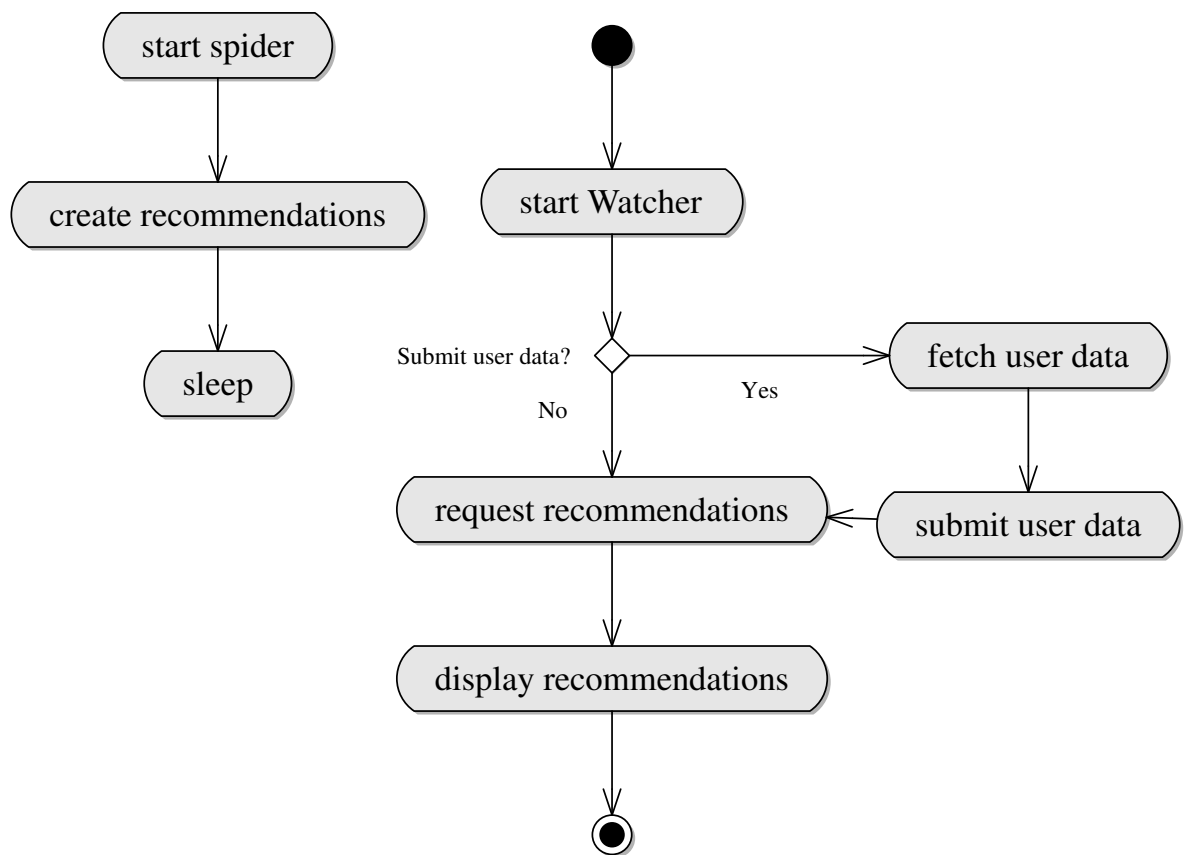 start spider
create recommendations
sleep
start Watcher
Submit user data?
Yes
No
fetch user data
submit user data
request recommendations
display recommendations